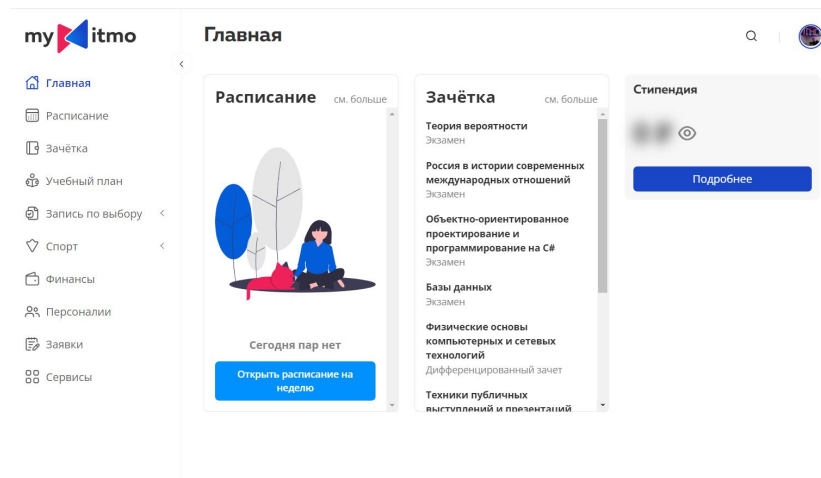 my itmo
Главная
Главная
Расписание
Зачётка
Учебный план
Запись по выбору
Спорт
Финансы
Персоналии
Заявки
Сервисы
Расписание см. больше
Сегодня пар нет
Открыть расписание на
неделю
Зачётка см. больше
Теория вероятности
Экзамен
Россия в истории современных
международных отношений
Экзамен
Объектно-ориентированное
проектирование и
программирование на C#
Экзамен
Базы данных
Экзамен
Физические основы
компьютерных и сетевых
технологий
Дифференцированный зачет
Техники публичных
выступлений и презентаций
Стипендия
Подробнее